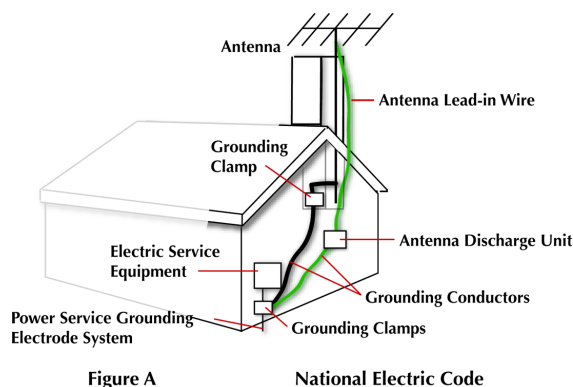 Antenna
Antenna Lead-in Wire
Grounding
Clamp
Antenna Discharge Unit
Electric Service
Equipment
Grounding Conductors
Power Service Grounding
Electrode System
Grounding Clamps
Figure A
National Electric Code